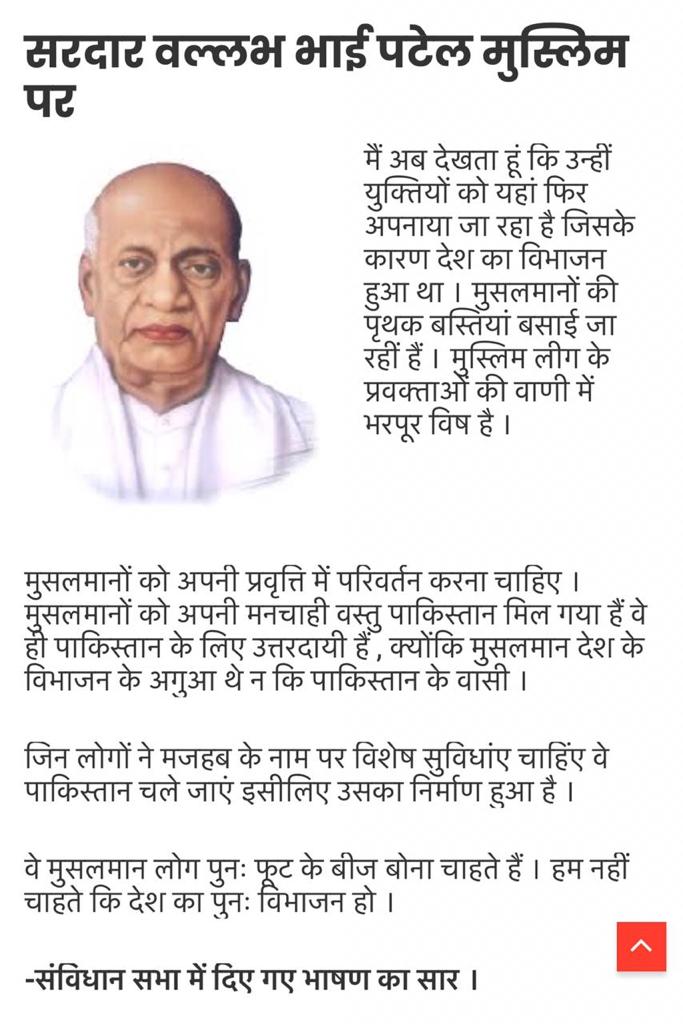 सरदार वल्लभ भाई पटेल मुस्लिम
पर
मैं अब देखता हूं कि उन्हीं
युक्तियों को यहां फिर
अपनाया जा रहा है जिसके
कारण देश का विभाजन
हुआ था । मुसलमानों की
पृथक बस्तियां बसाई जा
रहीं हैं । मुस्लिम लीग के
प्रवक्ताओं की वाणी में
भरपूर विष है ।
मुसलमानों को अपनी प्रवृत्ति में परिवर्तन करना चाहिए ।
मुसलमानों को अपनी मनचाही वस्तु पाकिस्तान मिल गया हैं वे
ही पाकिस्तान के लिए उत्तरदायी हैं , क्योंकि मुसलमान देश के
विभाजन के अगुआ थे न कि पाकिस्तान के वासी ।
जिन लोगों ने मजहब के नाम पर विशेष सुविधांए चाहिंए वे
पाकिस्तान चले जाएं इसीलिए उसका निर्माण हुआ है ।
वे मुसलमान लोग पुनः फूट के बीज बोना चाहते हैं । हम नहीं
चाहते कि देश का पुनः विभाजन हो ।
-संविधान सभा में दिए गए भाषण का सार ।